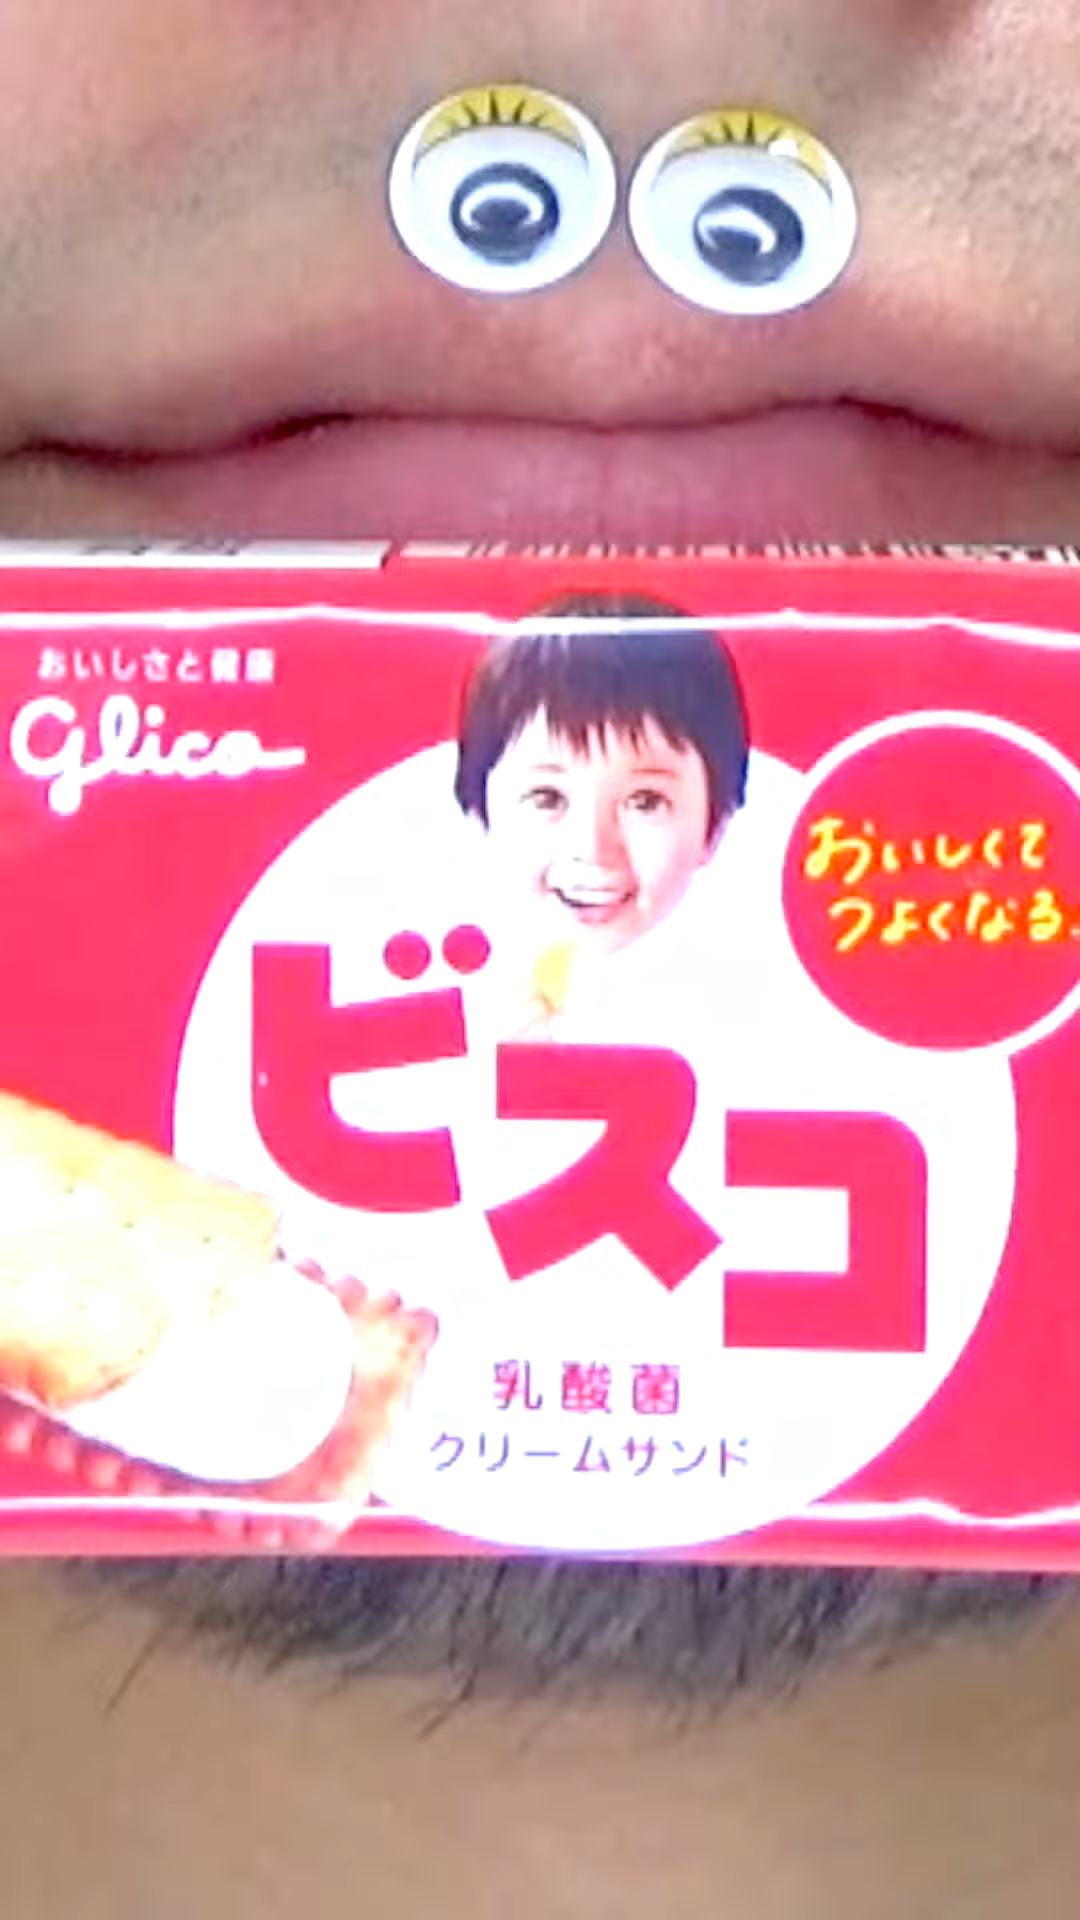 おいしさと健康
glico
おいしくて
つよくなる。
ビスコ
乳酸菌
クリームサンド